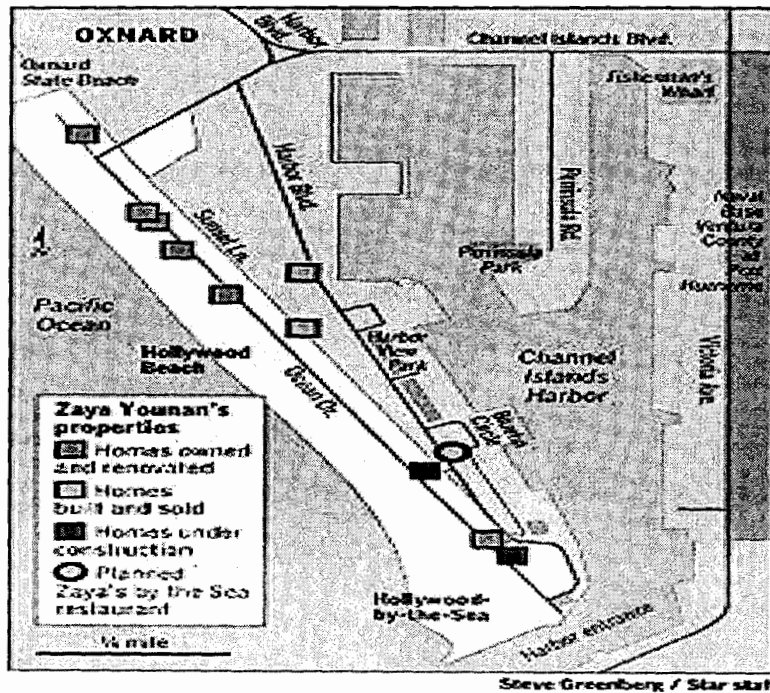 OXNARD
Harbor
Blvd.
Channel Islands Blvd.
Oxnard
State Beach
Fisherman's
Wharf
Harbor Blvd.
Peninsula Rd.
Sunset Ln.
Naval
Base
Ventura
County
at
Port
Hueneme
Peninsula
Park
Pacific
Ocean
Hollywood
Beach
Harbor
View
Park
Channel
Islands
Harbor
Victoria Ave.
Ocean Dr.
Circle
Zaya Younan's
properties
Homes owned
and renovated
Homes
built and sold
Homes under
construction
Planned
Zaya's by the Sea
restaurant
Hollywood-
by-the-Sea
Harbor entrance
¼ mile
Steve Greenberg / Star staff